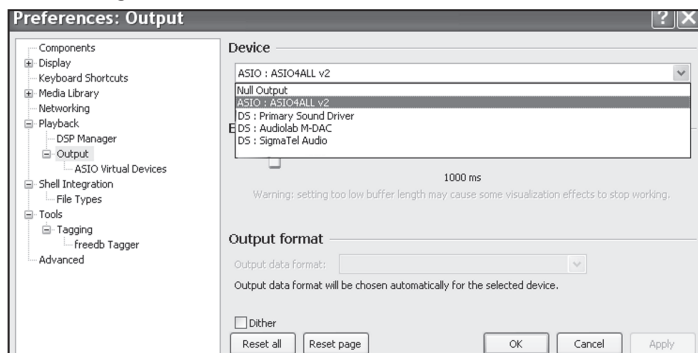 Preferences: Output
Components
Display
Keyboard Shortcuts
Media Library
Networking
Playback
DSP Manager
Output
ASIO Virtual Devices
Shell Integration
File Types
Tools
Tagging
freedb Tagger
Advanced
Device
ASIO : ASIO4ALL v2
Null Output
ASIO : ASIO4ALL v2
DS : Primary Sound Driver
DS : Audiolab M-DAC
DS : SigmaTel Audio
1000 ms
Warning: setting too low buffer length may cause some visualization effects to stop working.
Output format
Output data format:
Output data format will be chosen automatically for the selected device.
Dither
Reset all Reset page OK Cancel Apply